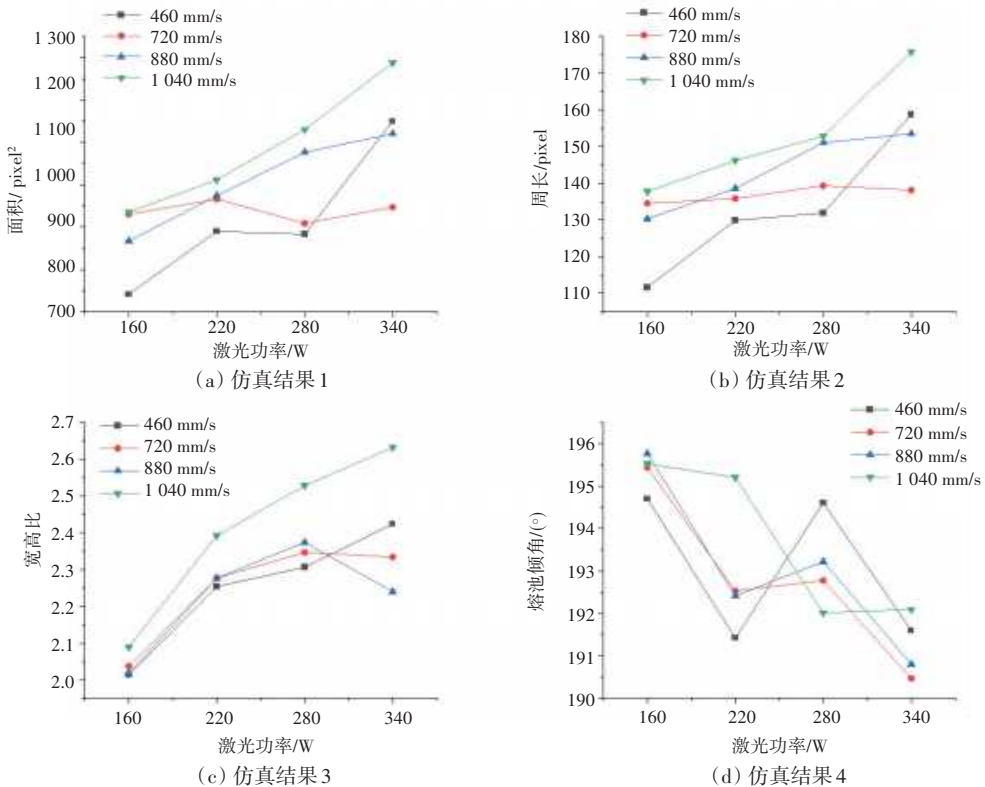 460 mm/s
720 mm/s
880 mm/s
1 040 mm/s
1 300
1 200
1 100
1 000
900
800
700
面积/ pixel²
160 220 280 340
激光功率/W
(a) 仿真结果1
460 mm/s
720 mm/s
880 mm/s
1 040 mm/s
180
170
160
150
140
130
120
110
周长/pixel
160 220 280 340
激光功率/W
(b) 仿真结果2
460 mm/s
720 mm/s
880 mm/s
1 040 mm/s
2.7
2.6
2.4
2.3
2.2
2.1
2.0
宽高比
160 220 280 340
激光功率/W
(c) 仿真结果3
460 mm/s
720 mm/s
880 mm/s
1 040 mm/s
196
195
194
193
192
191
190
熔池倾角/(°)
160 220 280 340
激光功率/W
(d) 仿真结果4